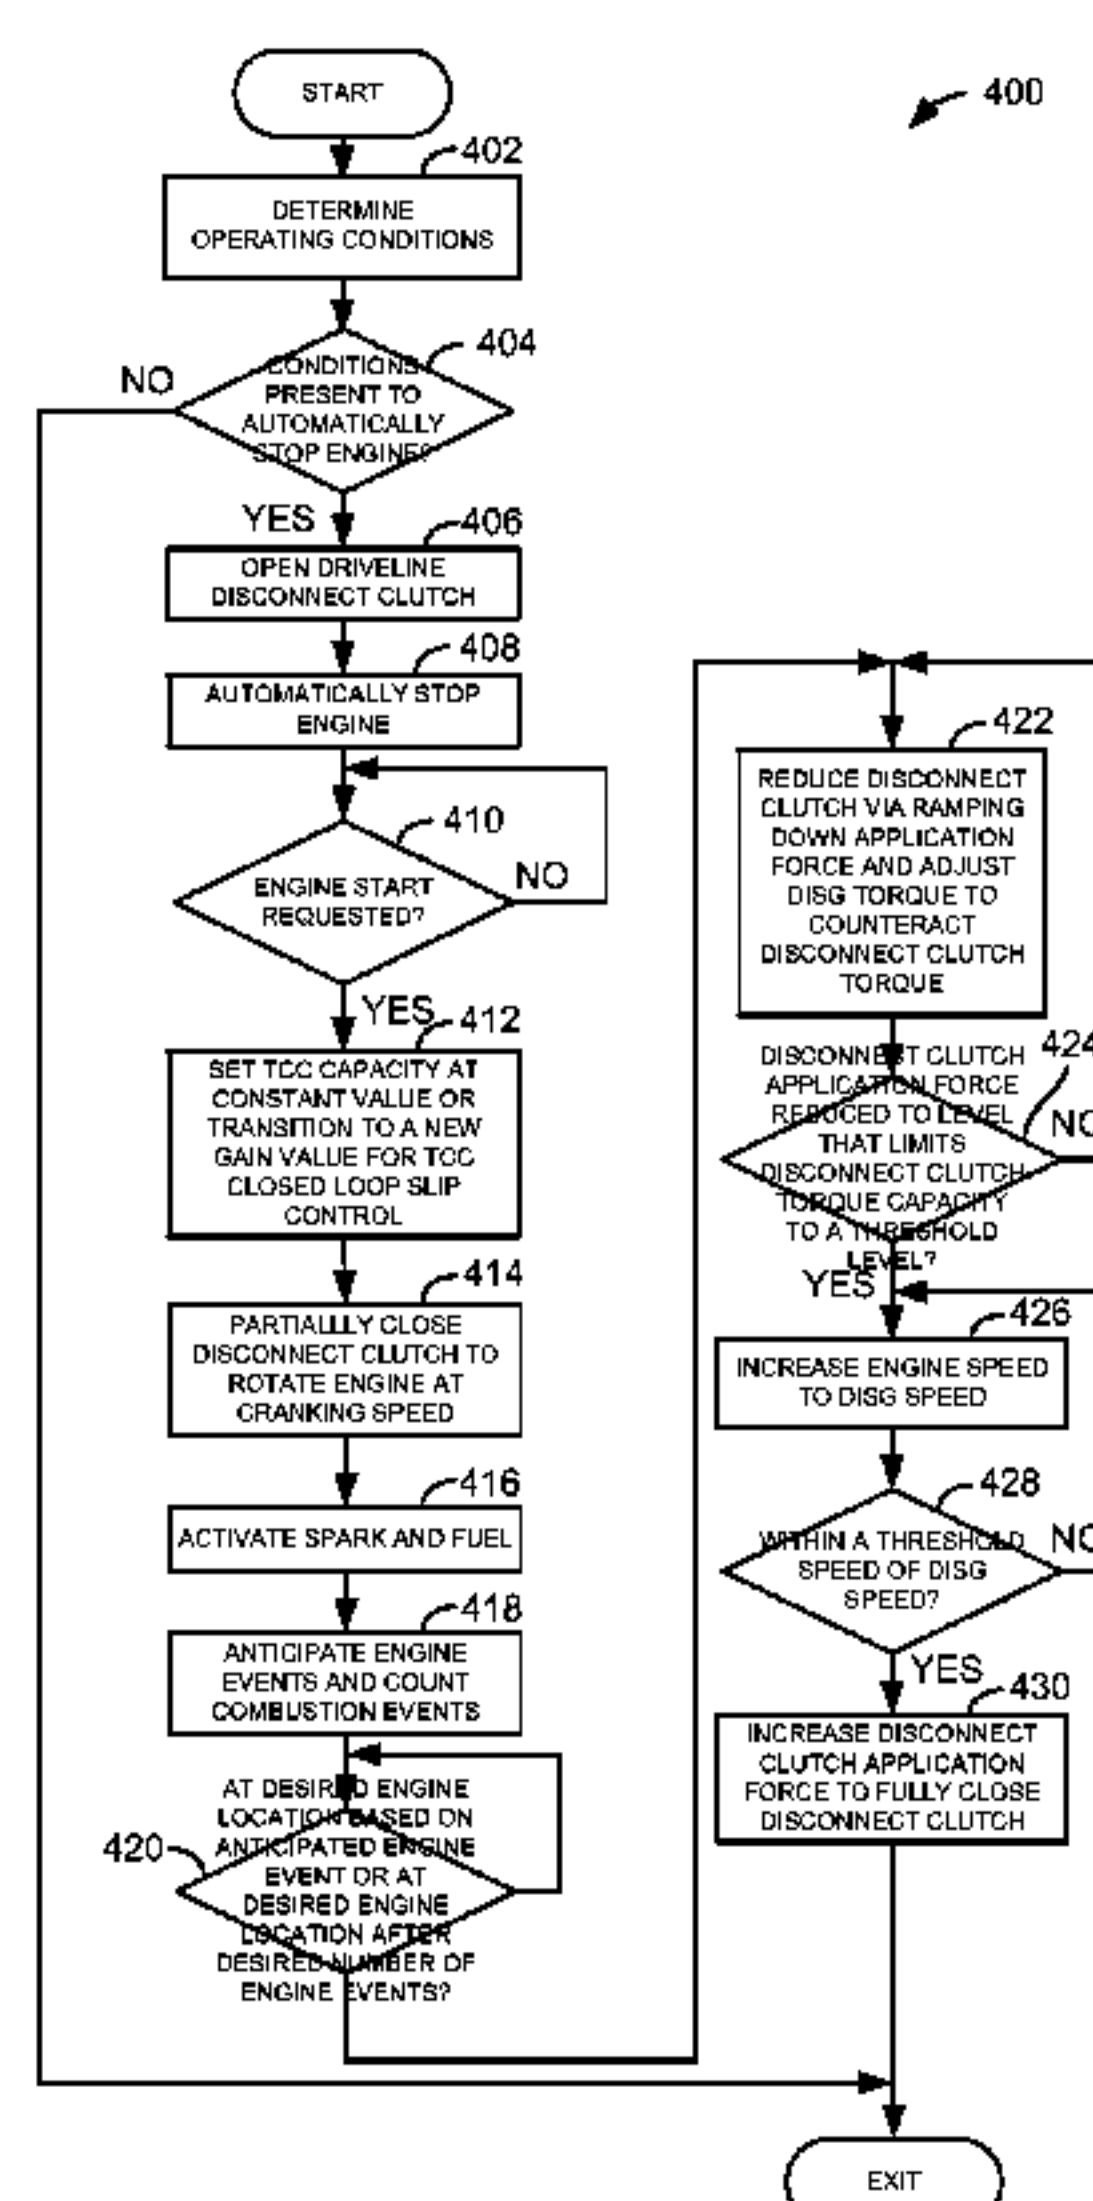 START
400
402
DETERMINE
OPERATING CONDITIONS
404
NO
CONDITIONS
PRESENT TO
AUTOMATICALLY
STOP ENGINE?
YES
406
OPEN DRIVELINE
DISCONNECT CLUTCH
408
AUTOMATICALLY STOP
ENGINE
410
ENGINE START
REQUESTED?
NO
YES
412
SET TCC CAPACITY AT
CONSTANT VALUE OR
TRANSITION TO A NEW
GAIN VALUE FOR TCC
CLOSED LOOP SLIP
CONTROL
414
PARTIALLLY CLOSE
DISCONNECT CLUTCH TO
ROTATE ENGINE AT
CRANKING SPEED
416
ACTIVATE SPARK AND FUEL
418
ANTICIPATE ENGINE
EVENTS AND COUNT
COMBUSTION EVENTS
420
AT DESIRED ENGINE
LOCATION BASED ON
ANTICIPATED ENGINE
EVENT OR AT
DESIRED ENGINE
LOCATION AFTER
DESIRED NUMBER OF
ENGINE EVENTS?
422
REDUCE DISCONNECT
CLUTCH VIA RAMPING
DOWN APPLICATION
FORCE AND ADJUST
DISG TORQUE TO
COUNTERACT
DISCONNECT CLUTCH
TORQUE
424
DISCONNECT CLUTCH
APPLICATION FORCE
REDUCED TO LEVEL
THAT LIMITS
DISCONNECT CLUTCH
TORQUE CAPACITY
TO A THRESHOLD
LEVEL?
NO
YES
426
INCREASE ENGINE SPEED
TO DISG SPEED
428
WITHIN A THRESHOLD
SPEED OF DISG
SPEED?
NO
YES
430
INCREASE DISCONNECT
CLUTCH APPLICATION
FORCE TO FULLY CLOSE
DISCONNECT CLUTCH
EXIT